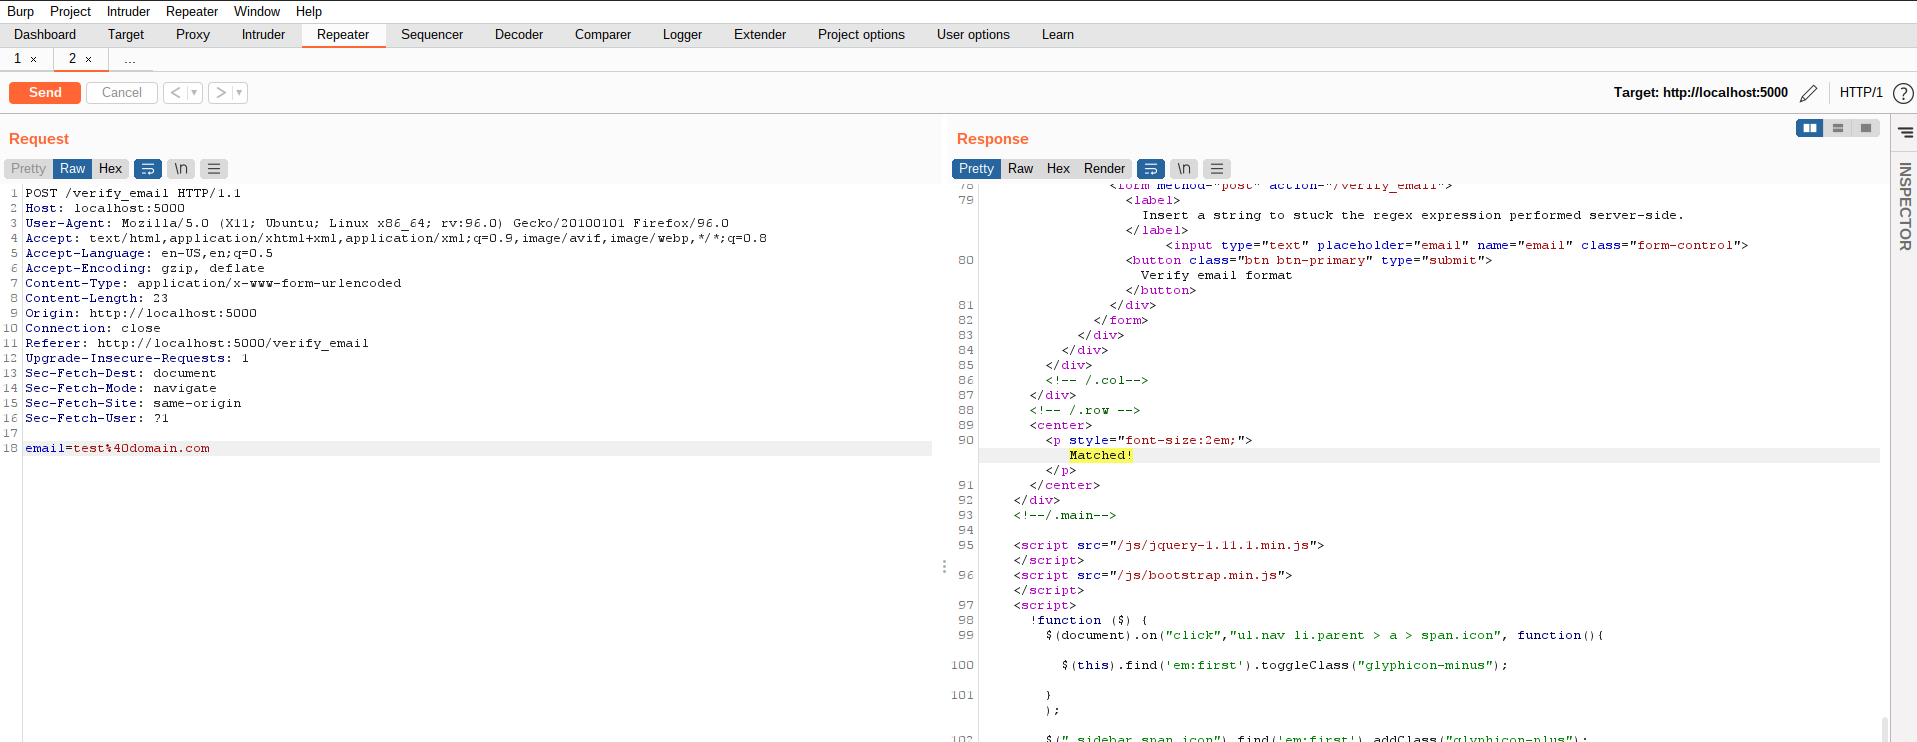 Burp Project Intruder Repeater Window Help
Dashboard Target Proxy Intruder Repeater Sequencer Decoder Comparer Logger Extender Project options User options Learn
1 × 2 × ...
Send Cancel < ▾ > ▾ Target: http://localhost:5000 HTTP/1 ?
Request
Pretty Raw Hex \n
1 POST /verify_email HTTP/1.1
2 Host: localhost:5000
3 User-Agent: Mozilla/5.0 (X11; Ubuntu; Linux x86_64; rv:96.0) Gecko/20100101 Firefox/96.0
4 Accept: text/html,application/xhtml+xml,application/xml;q=0.9,image/avif,image/webp,*/*;q=0.8
5 Accept-Language: en-US,en;q=0.5
6 Accept-Encoding: gzip, deflate
7 Content-Type: application/x-www-form-urlencoded
8 Content-Length: 23
9 Origin: http://localhost:5000
10 Connection: close
11 Referer: http://localhost:5000/verify_email
12 Upgrade-Insecure-Requests: 1
13 Sec-Fetch-Dest: document
14 Sec-Fetch-Mode: navigate
15 Sec-Fetch-Site: same-origin
16 Sec-Fetch-User: ?1
17
18 email=test%40domain.com
Response
Pretty Raw Hex Render \n
78 <form method="post" action="/verify_email">
79 <label>
Insert a string to stuck the regex expression performed server-side.
</label>
<input type="text" placeholder="email" name="email" class="form-control">
80 <button class="btn btn-primary" type="submit">
Verify email format
</button>
81 </div>
82 </form>
83 </div>
84 </div>
85 </div>
86 <!-- /.col-->
87 </div>
88 <!-- /.row -->
89 <center>
90 <p style="font-size:2em;">
Matched!
</p>
91 </center>
92 </div>
93 <!--/.main-->
94
95 <script src="/js/jquery-1.11.1.min.js">
</script>
96 <script src="/js/bootstrap.min.js">
</script>
97 <script>
98 !function ($) {
99 $(document).on("click","ul.nav li.parent > a > span.icon", function(){
100 $(this).find('em:first').toggleClass("glyphicon-minus");
101 }
);
102 $(".sidebar span.icon").find('em:first').addClass("glyphicon-plus");
INSPECTOR